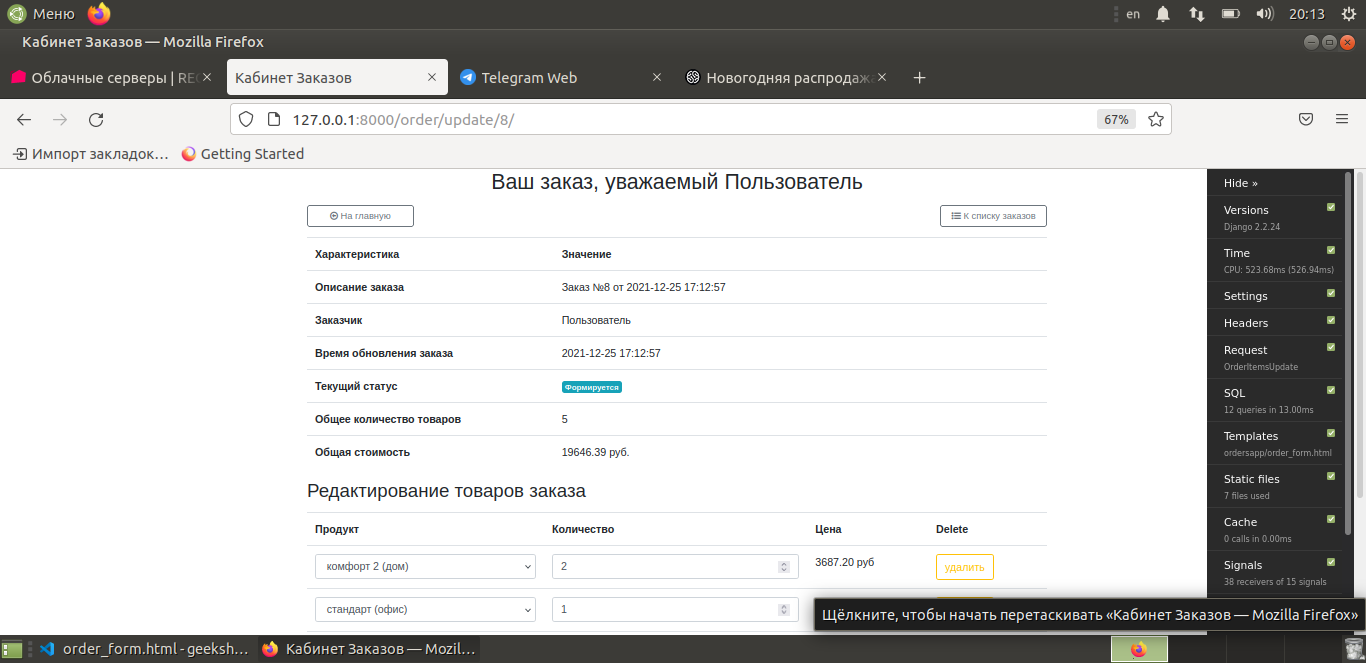 Меню
en
20:13
Кабинет Заказов — Mozilla Firefox
Облачные серверы | REG
Кабинет Заказов
Telegram Web
Новогодняя распродажа
127.0.0.1:8000/order/update/8/
67%
Импорт закладок…
Getting Started
Ваш заказ, уважаемый Пользователь
На главную
К списку заказов
Характеристика Значение
Описание заказа Заказ №8 от 2021-12-25 17:12:57
Заказчик Пользователь
Время обновления заказа 2021-12-25 17:12:57
Текущий статус Формируется
Общее количество товаров 5
Общая стоимость 19646.39 руб.
Редактирование товаров заказа
Продукт Количество Цена Delete
комфорт 2 (дом) 2 3687.20 руб удалить
стандарт (офис) 1
Hide »
Versions
Django 2.2.24
Time
CPU: 523.68ms (526.94ms)
Settings
Headers
Request
OrderItemsUpdate
SQL
12 queries in 13.00ms
Templates
ordersapp/order_form.html
Static files
7 files used
Cache
0 calls in 0.00ms
Signals
38 receivers of 15 signals
Щёлкните, чтобы начать перетаскивать «Кабинет Заказов — Mozilla Firefox»
order_form.html - geeksh…
Кабинет Заказов — Mozil…